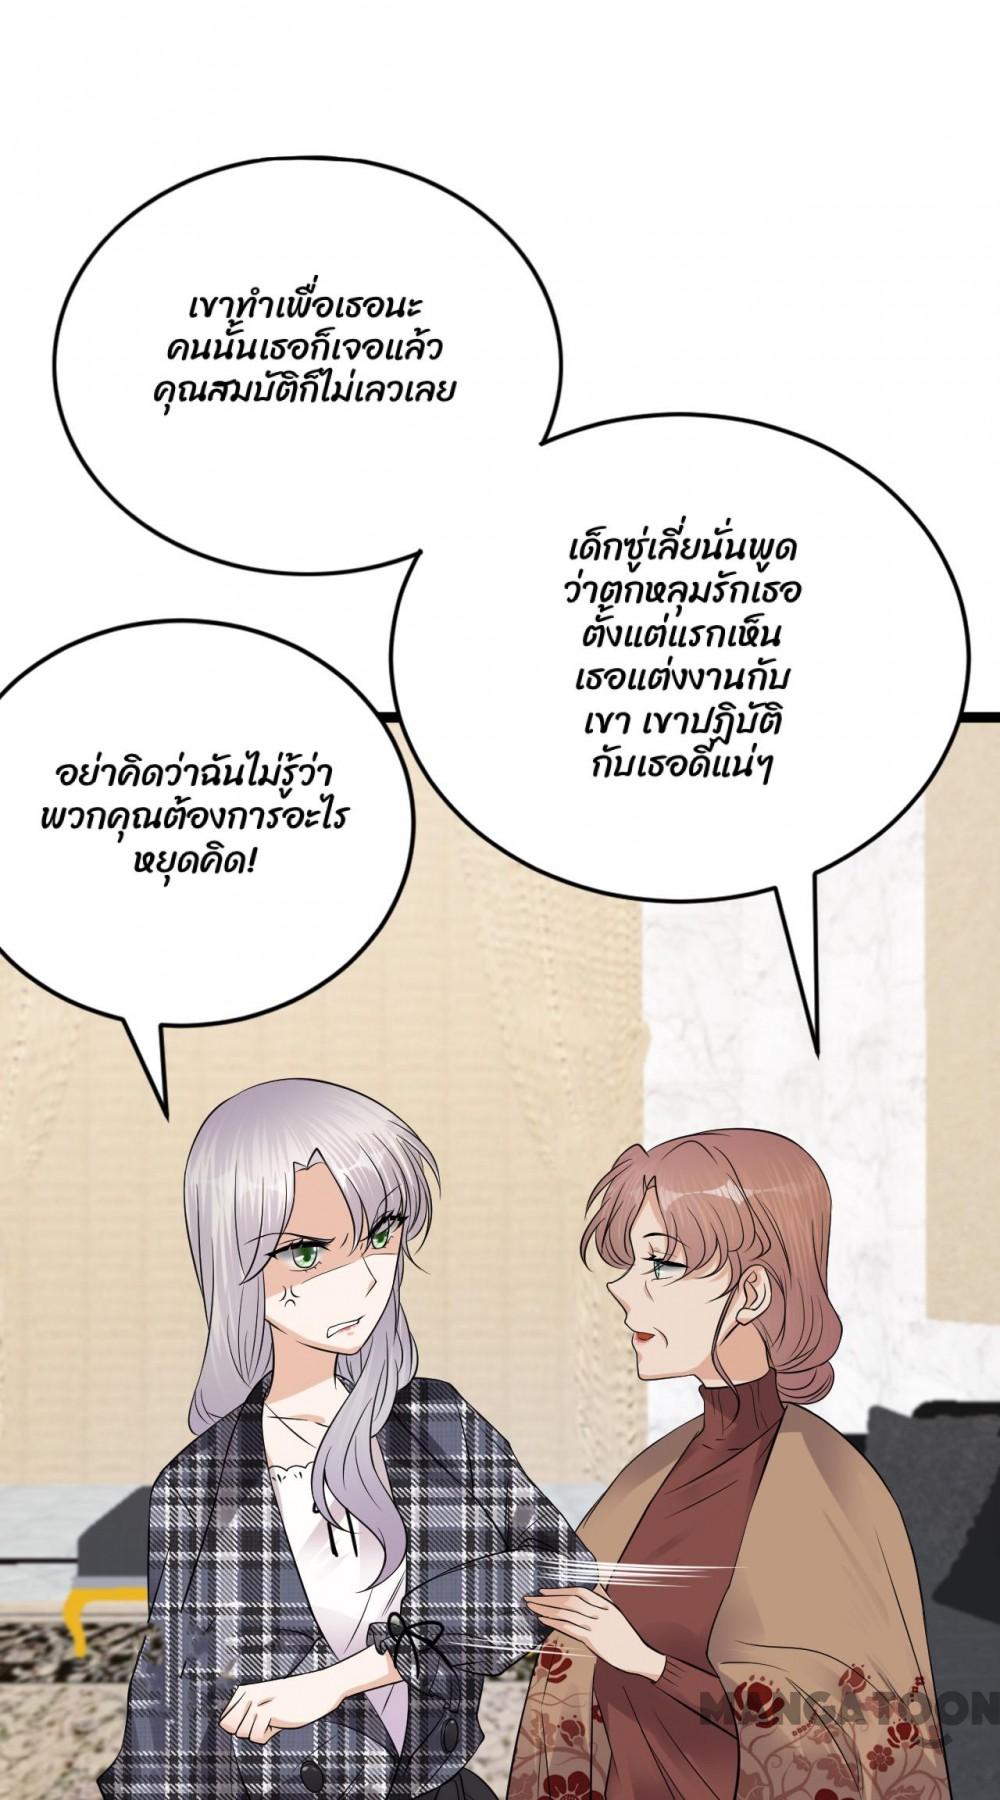 เขาทำเพื่อเธอนะ
คนนั้นเธอก็เจอแล้ว
คุณสมบัติก็ไม่เลวเลย
เด็กซู่เลี่ยนั่นพูด
ว่าตกหลุมรักเธอ
ตั้งแต่แรกเห็น
เธอแต่งงานกับ
เขา เขาปฏิบัติ
กับเธอดีแน่ๆ
อย่าคิดว่าฉันไม่รู้ว่า
พวกคุณต้องการอะไร
หยุดคิด!
MANGATOON